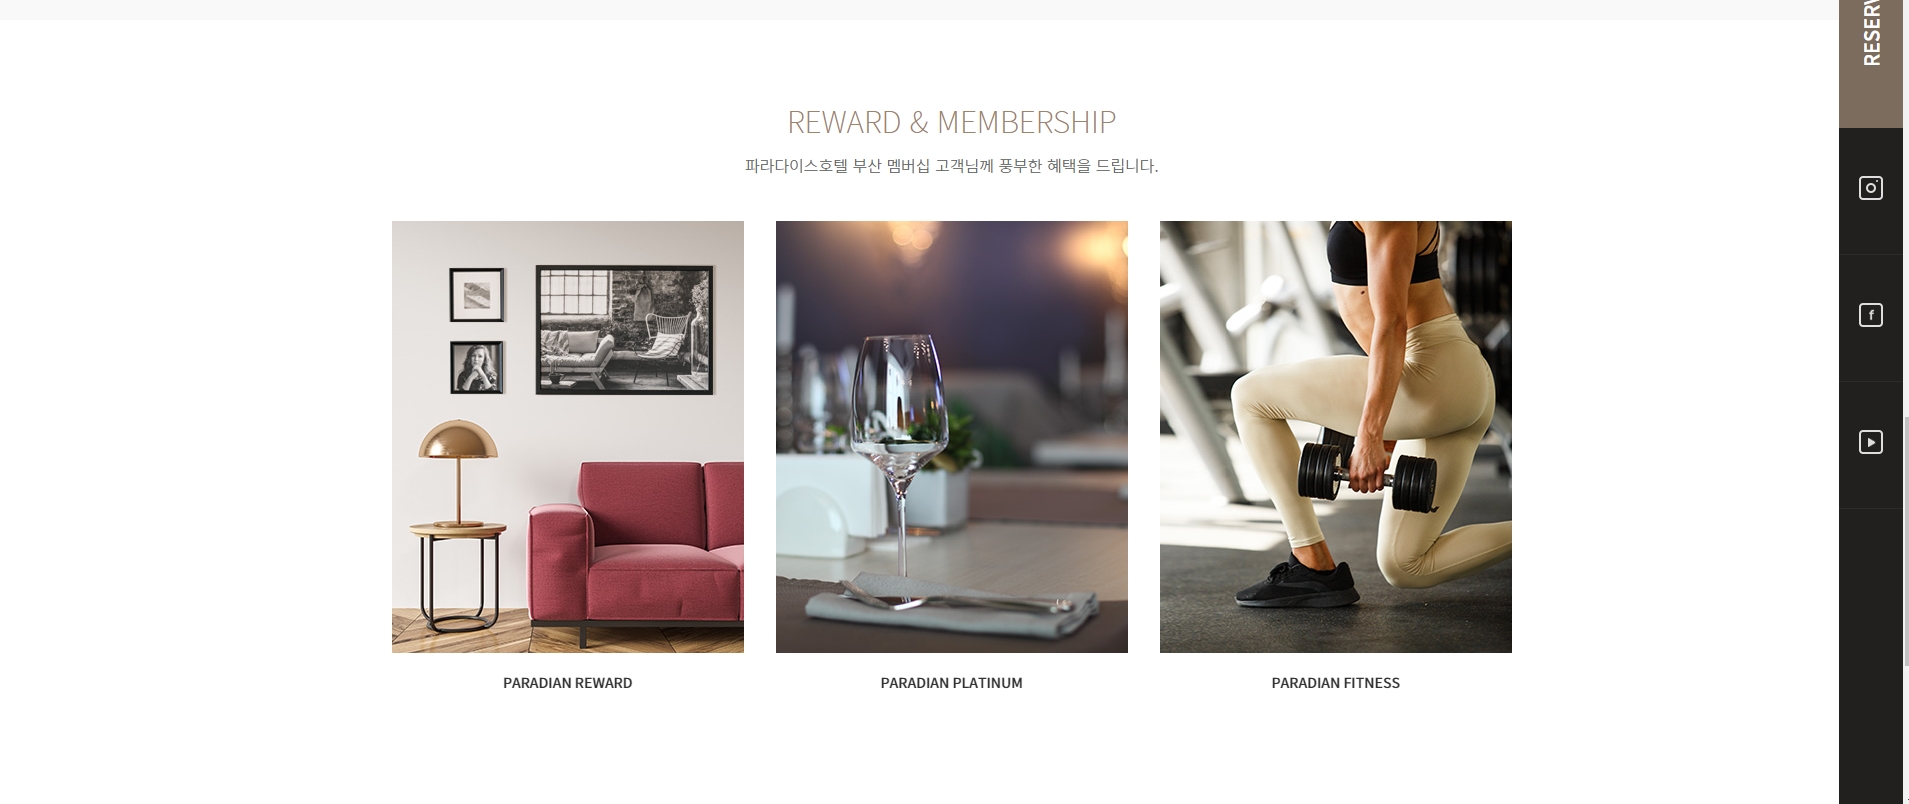 REWARD & MEMBERSHIP
파라다이스호텔 부산 멤버십 고객님께 풍부한 혜택을 드립니다.
PARADIAN REWARD
PARADIAN PLATINUM
PARADIAN FITNESS